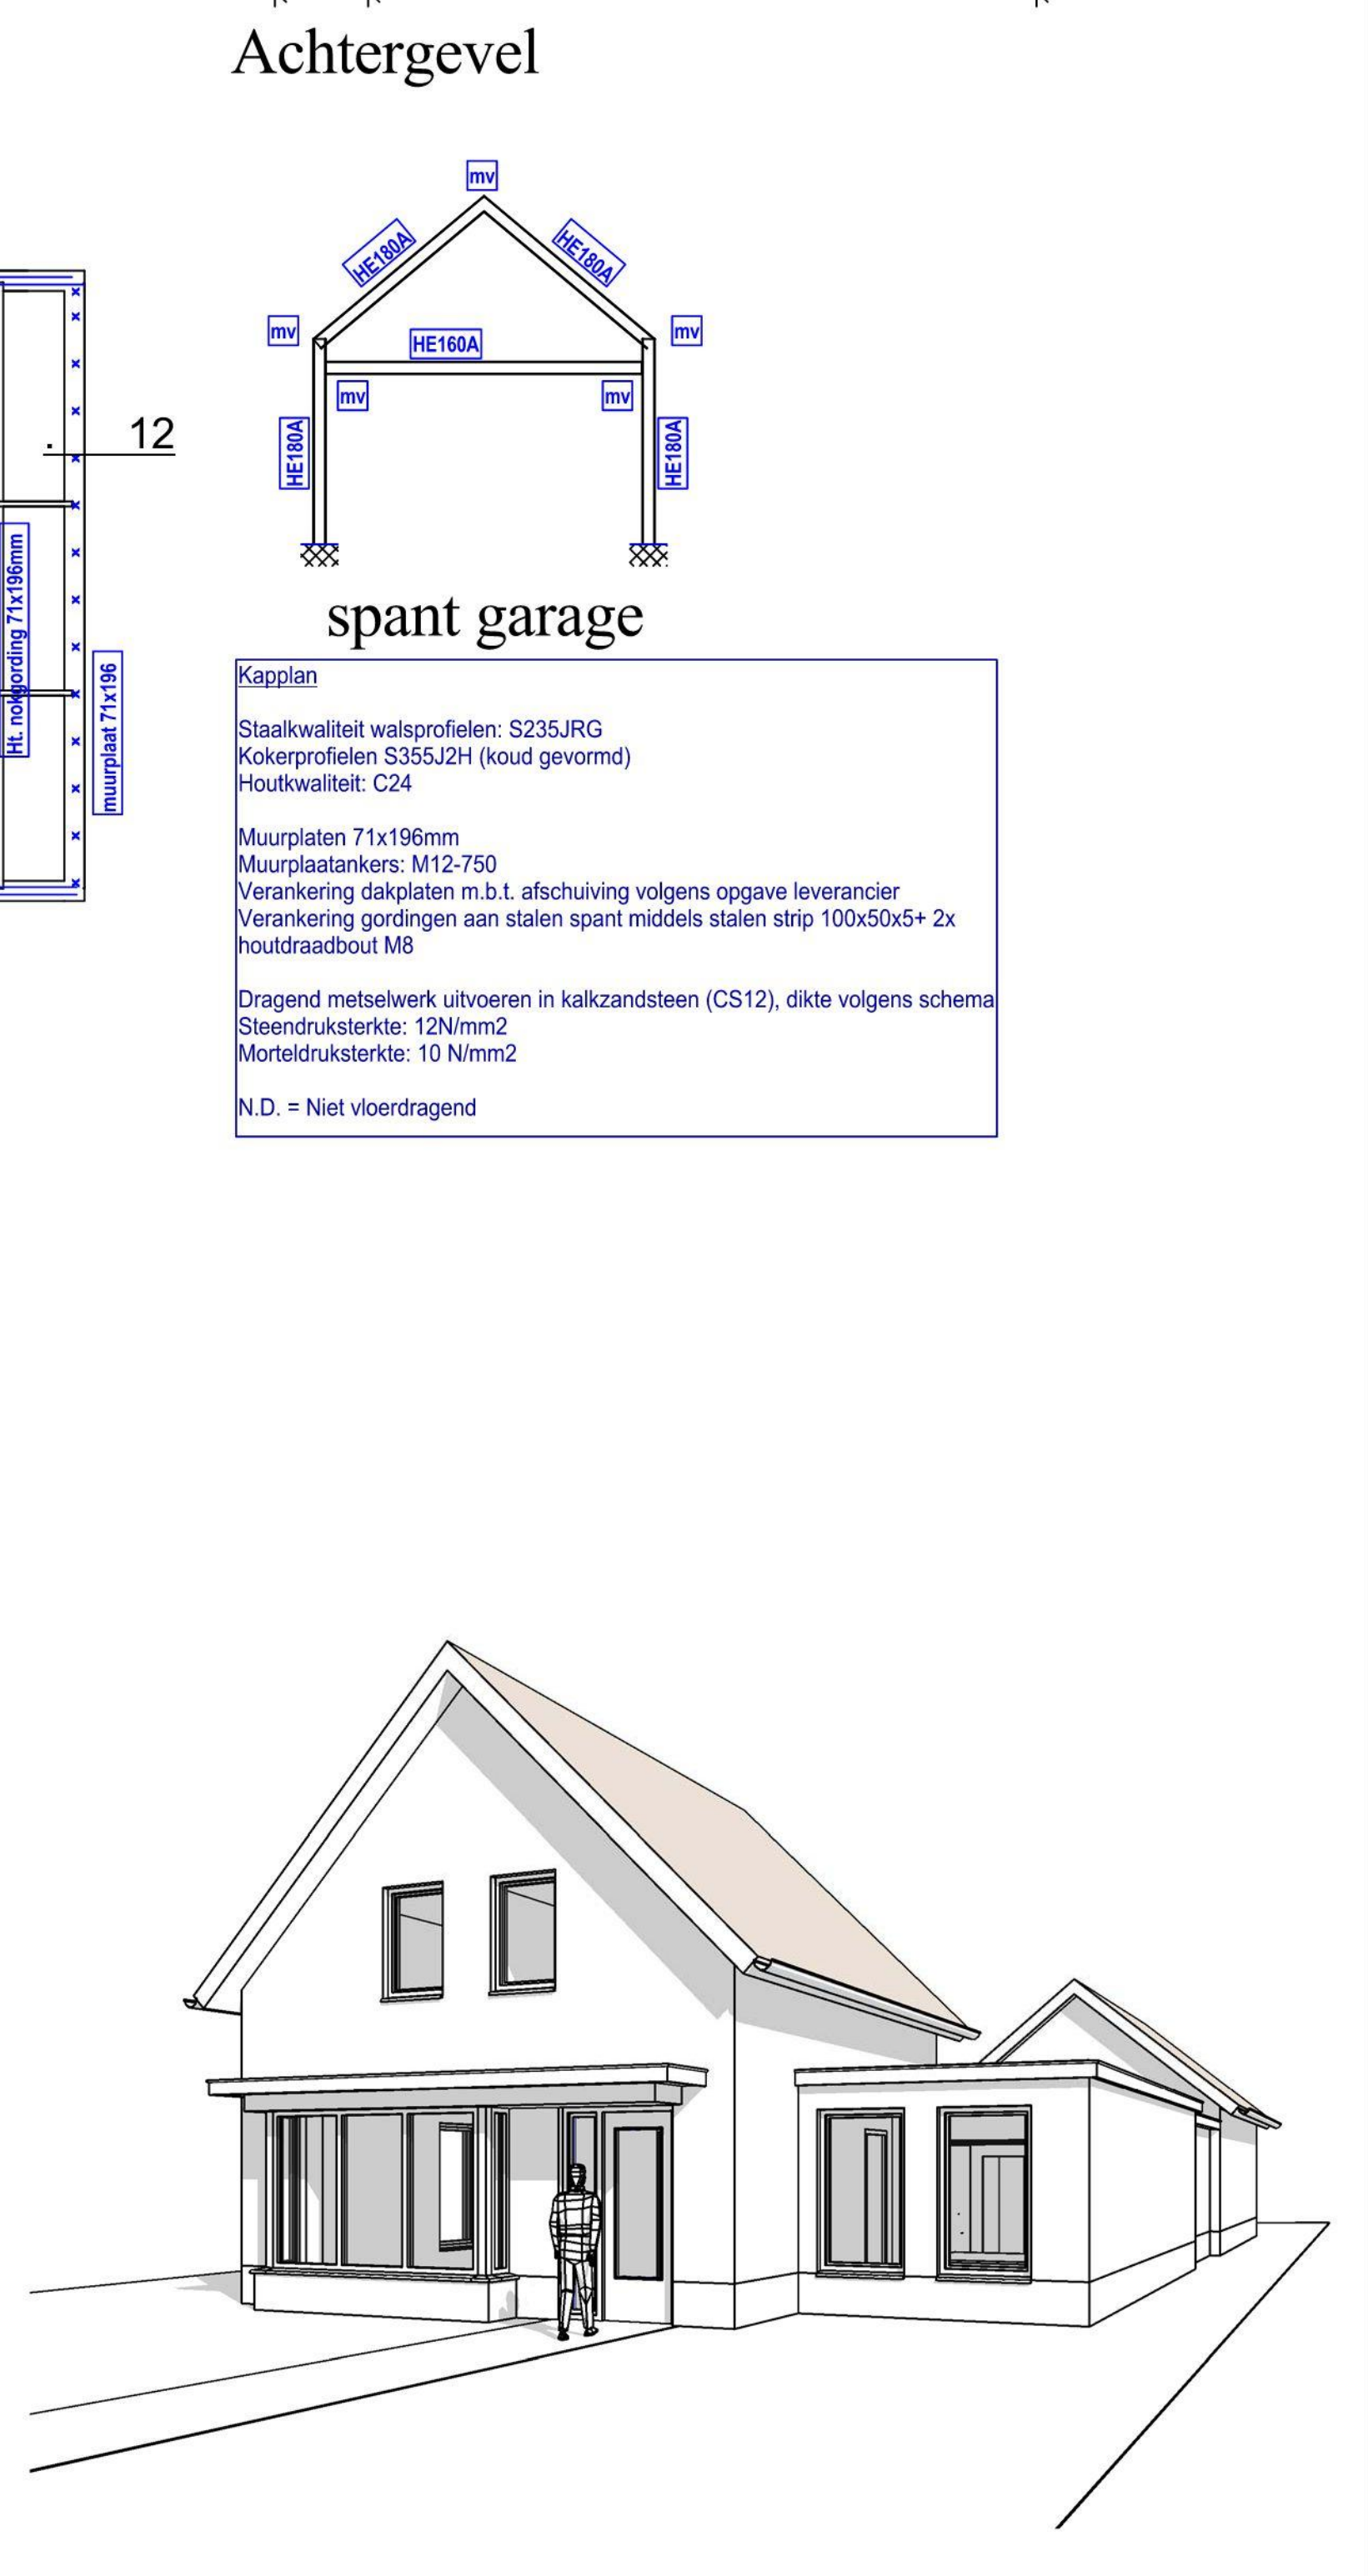 Achtergevel
mv
HE180A
HE180A
mv
HE160A
mv
mv
mv
HE180A
HE180A
12
Ht. nokgording 71x196mm
muurplaat 71x196
spant garage
Kapplan
Staalkwaliteit walsprofielen: S235JRG
Kokerprofielen S355J2H (koud gevormd)
Houtkwaliteit: C24
Muurplaten 71x196mm
Muurplaatankers: M12-750
Verankering dakplaten m.b.t. afschuiving volgens opgave leverancier
Verankering gordingen aan stalen spant middels stalen strip 100x50x5+ 2x
houtdraadbout M8
Dragend metselwerk uitvoeren in kalkzandsteen (CS12), dikte volgens schema
Steendruksterkte: 12N/mm2
Morteldruksterkte: 10 N/mm2
N.D. = Niet vloerdragend